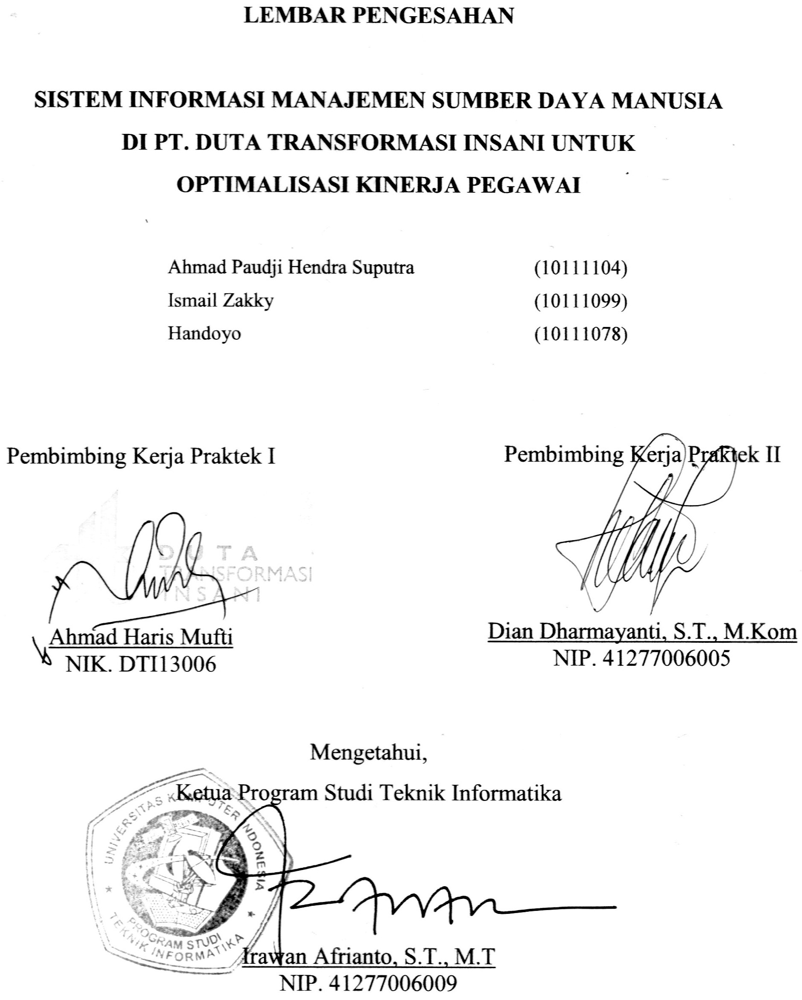 LEMBAR PENGESAHAN
SISTEM INFORMASI MANAJEMEN SUMBER DAYA MANUSIA
DI PT. DUTA TRANSFORMASI INSANI UNTUK
OPTIMALISASI KINERJA PEGAWAI
Ahmad Paudji Hendra Suputra (10111104)
Ismail Zakky (10111099)
Handoyo (10111078)
Pembimbing Kerja Praktek I
DUTA
TRANSFORMASI
INSANI
Ahmad Haris Mufti
NIK. DTI13006
Pembimbing Kerja Praktek II
Dian Dharmayanti, S.T., M.Kom
NIP. 41277006005
Mengetahui,
Ketua Program Studi Teknik Informatika
UNIVERSITAS KOMPUTER INDONESIA
PROGRAM STUDI
TEKNIK INFORMATIKA
Irawan Afrianto, S.T., M.T
NIP. 41277006009